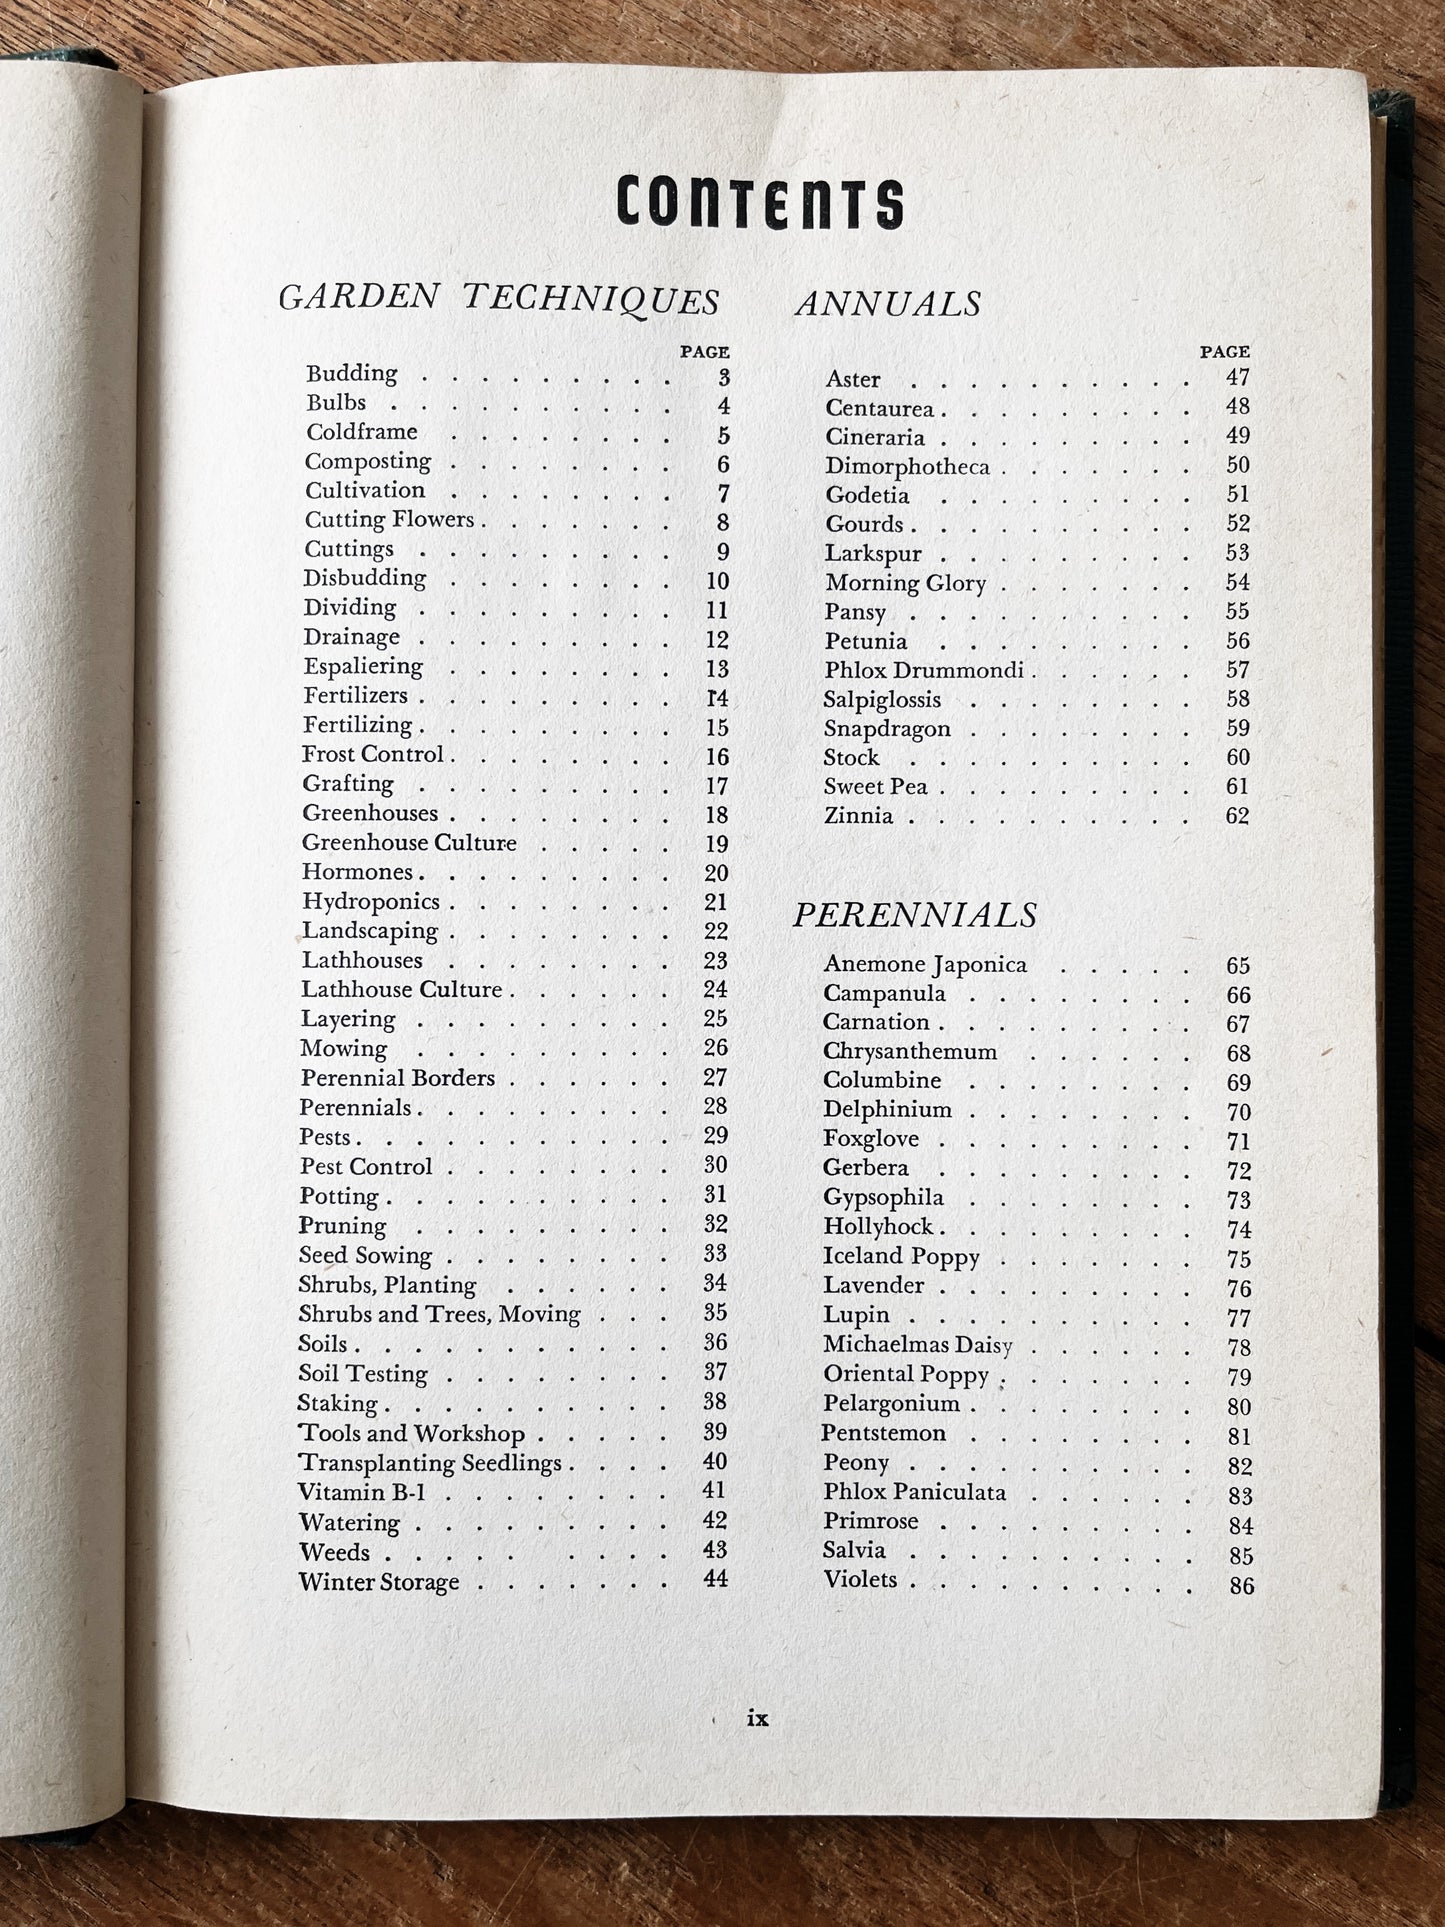 CONTENTS
GARDEN TECHNIQUES
PAGE
Budding . . . . . . . . . 3
Bulbs . . . . . . . . . . 4
Coldframe . . . . . . . . 5
Composting . . . . . . . . 6
Cultivation . . . . . . . . 7
Cutting Flowers . . . . . . . 8
Cuttings . . . . . . . . . 9
Disbudding . . . . . . . . 10
Dividing . . . . . . . . . 11
Drainage . . . . . . . . . 12
Espaliering . . . . . . . . 13
Fertilizers . . . . . . . . . 14
Fertilizing . . . . . . . . . 15
Frost Control . . . . . . . . 16
Grafting . . . . . . . . . 17
Greenhouses . . . . . . . . 18
Greenhouse Culture . . . . . 19
Hormones . . . . . . . . . 20
Hydroponics . . . . . . . . 21
Landscaping . . . . . . . . 22
Lathhouses . . . . . . . . 23
Lathhouse Culture . . . . . . 24
Layering . . . . . . . . . 25
Mowing . . . . . . . . . 26
Perennial Borders . . . . . . 27
Perennials . . . . . . . . . 28
Pests . . . . . . . . . . . 29
Pest Control . . . . . . . . 30
Potting . . . . . . . . . . 31
Pruning . . . . . . . . . 32
Seed Sowing . . . . . . . . 33
Shrubs, Planting . . . . . . 34
Shrubs and Trees, Moving . . . 35
Soils . . . . . . . . . . . 36
Soil Testing . . . . . . . . 37
Staking . . . . . . . . . . 38
Tools and Workshop . . . . . 39
Transplanting Seedlings . . . . 40
Vitamin B-1 . . . . . . . . 41
Watering . . . . . . . . . 42
Weeds . . . . . . . . . 43
Winter Storage . . . . . . . 44
ANNUALS
PAGE
Aster . . . . . . . . . . 47
Centaurea . . . . . . . . . 48
Cineraria . . . . . . . . . 49
Dimorphotheca . . . . . . . 50
Godetia . . . . . . . . . 51
Gourds . . . . . . . . . . 52
Larkspur . . . . . . . . . 53
Morning Glory . . . . . . . 54
Pansy . . . . . . . . . . 55
Petunia . . . . . . . . . 56
Phlox Drummondi . . . . . . 57
Salpiglossis . . . . . . . . 58
Snapdragon . . . . . . . . 59
Stock . . . . . . . . . . 60
Sweet Pea . . . . . . . . . 61
Zinnia . . . . . . . . . . 62
PERENNIALS
Anemone Japonica . . . . . 65
Campanula . . . . . . . . 66
Carnation . . . . . . . . . 67
Chrysanthemum . . . . . . 68
Columbine . . . . . . . . 69
Delphinium . . . . . . . . 70
Foxglove . . . . . . . . . 71
Gerbera . . . . . . . . . 72
Gypsophila . . . . . . . . 73
Hollyhock . . . . . . . . . 74
Iceland Poppy . . . . . . . 75
Lavender . . . . . . . . . 76
Lupin . . . . . . . . . . 77
Michaelmas Daisy . . . . . . 78
Oriental Poppy . . . . . . . 79
Pelargonium . . . . . . . . 80
Pentstemon . . . . . . . . 81
Peony . . . . . . . . . . 82
Phlox Paniculata . . . . . . 83
Primrose . . . . . . . . . 84
Salvia . . . . . . . . . . 85
Violets . . . . . . . . . . 86
ix